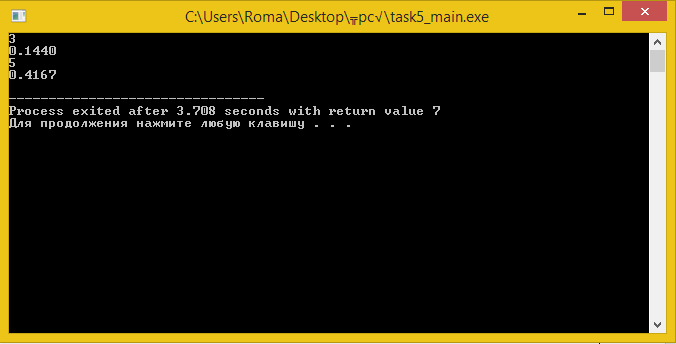 C:\Users\Roma\Desktop\╦рс√\task5_main.exe
3
0.1440
5
0.4167
--------------------------------
Process exited after 3.708 seconds with return value 7
Для продолжения нажмите любую клавишу . . .